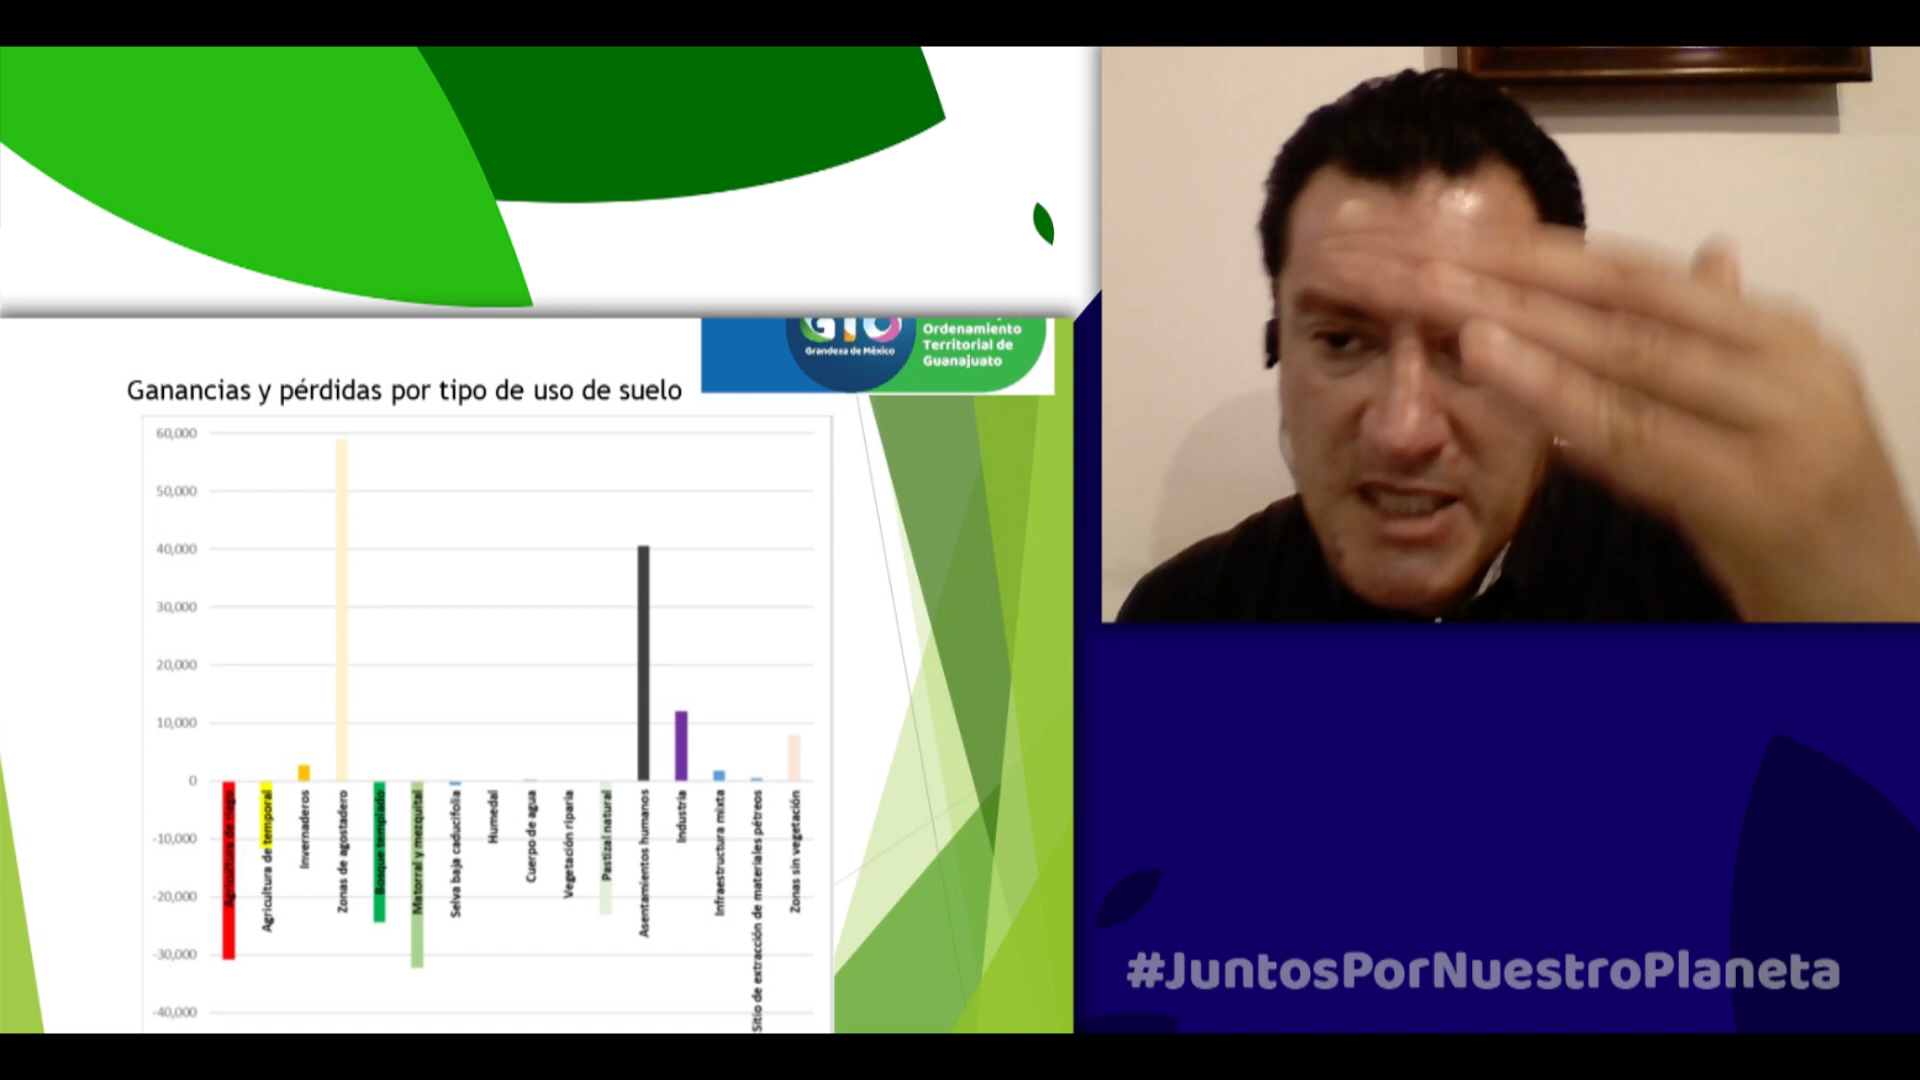 GTO
Grandeza de México
Ordenamiento
Territorial de
Guanajuato
Ganancias y pérdidas por tipo de uso de suelo
60,000
50,000
40,000
30,000
20,000
10,000
0
-10,000
-20,000
-30,000
-40,000
Agricultura de riego
Agricultura de temporal
Invernaderos
Zonas de agostadero
Bosque templado
Matorral y mezquital
Selva baja caducifolia
Humedal
Cuerpo de agua
Vegetación riparia
Pastizal natural
Asentamientos humanos
Industria
Infraestructura mixta
Sitio de extracción de materiales pétreos
Zonas sin vegetación
#JuntosPorNuestroPlaneta